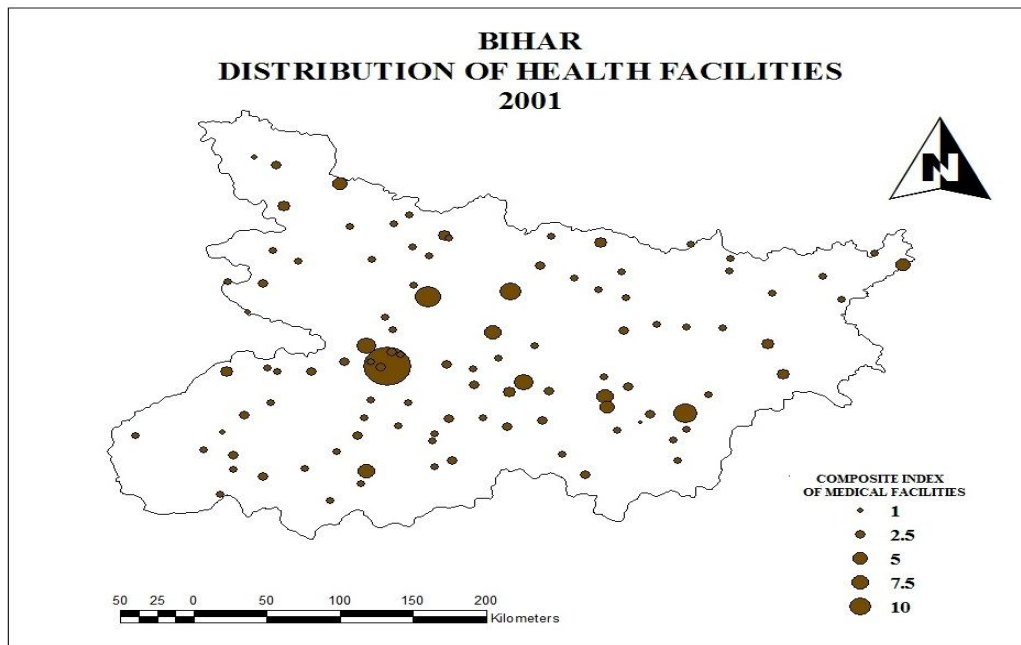 BIHAR
DISTRIBUTION OF HEALTH FACILITIES
2001
N
COMPOSITE INDEX
OF MEDICAL FACILITIES
1
2.5
5
7.5
10
50 25 0 50 100 150 200
Kilometers